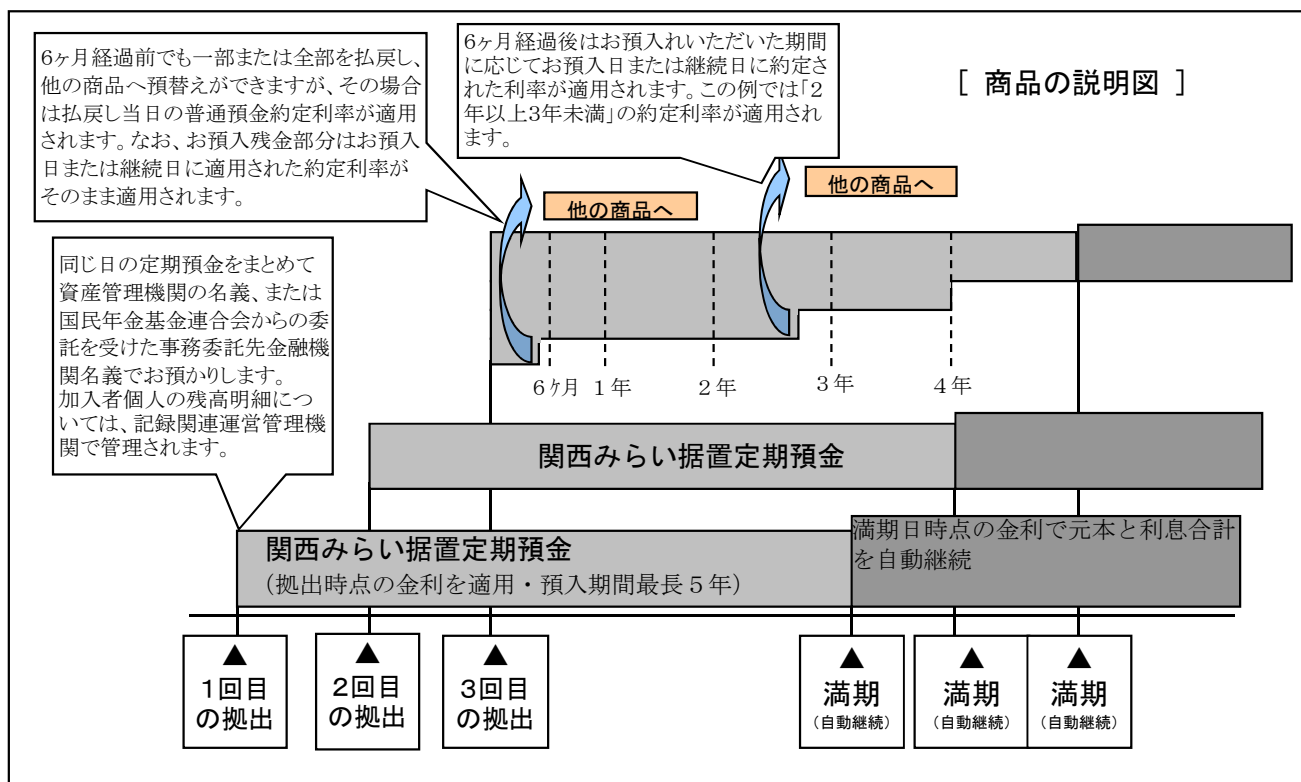 [ 商品の説明図 ]
6ヶ月経過前でも一部または全部を払戻し、
他の商品へ預替えができますが、その場合
は払戻し当日の普通預金約定利率が適用
されます。なお、お預入残金部分はお預入
日または継続日に適用された約定利率が
そのまま適用されます。
6ヶ月経過後はお預入れいただいた期間
に応じてお預入日または継続日に約定さ
れた利率が適用されます。この例では「2
年以上3年未満」の約定利率が適用され
ます。
他の商品へ
他の商品へ
同じ日の定期預金をまとめて
資産管理機関の名義、または
国民年金基金連合会からの委
託を受けた事務委託先金融機
関名義でお預かりします。
加入者個人の残高明細につ
いては、記録関連運営管理機
関で管理されます。
6ヶ月
1年
2年
3年
4年
関西みらい据置定期預金
関西みらい据置定期預金
(拠出時点の金利を適用・預入期間最長5年)
満期日時点の金利で元本と利息合計
を自動継続
▲
1回目
の拠出
▲
2回目
の拠出
▲
3回目
の拠出
▲
満期
(自動継続)
▲
満期
(自動継続)
▲
満期
(自動継続)